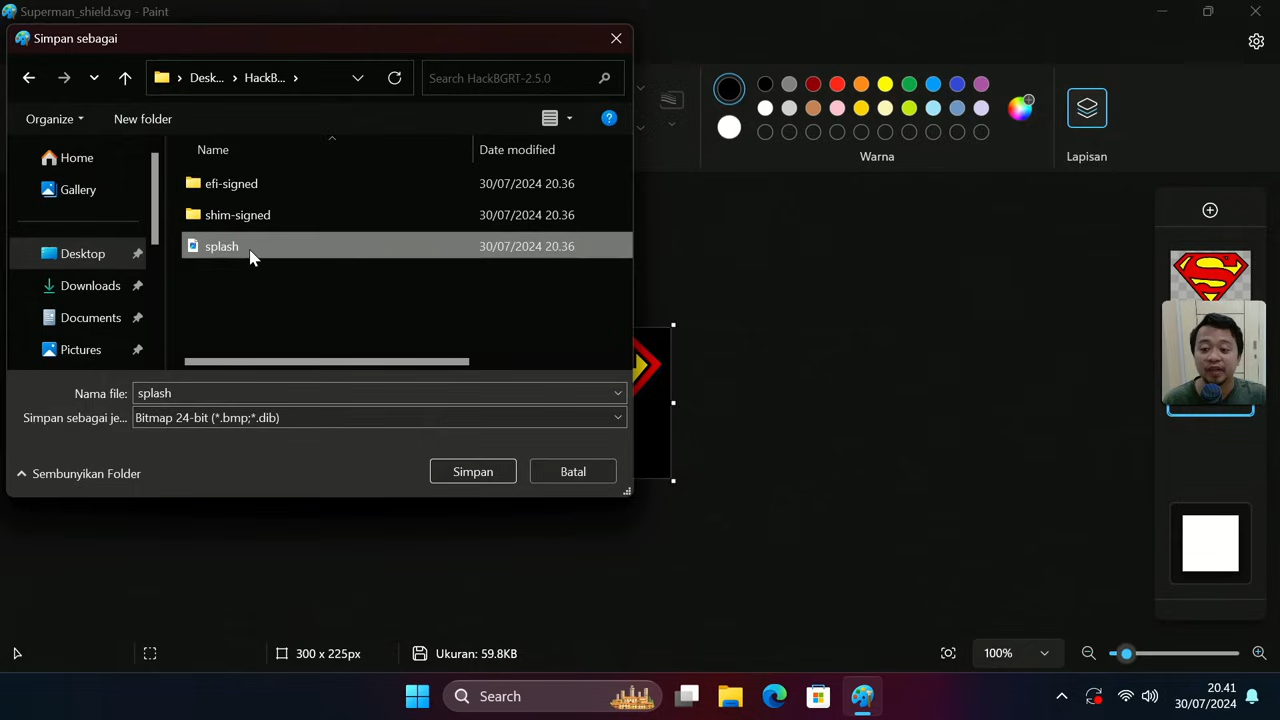 Superman_shield.svg - Paint
Simpan sebagai
Desk...
HackB...
Search HackBGRT-2.5.0
Organize
New folder
Warna
Lapisan
Home
Gallery
Desktop
Downloads
Documents
Pictures
Name
Date modified
efi-signed
30/07/2024 20.36
shim-signed
30/07/2024 20.36
splash
30/07/2024 20.36
Nama file:
splash
Simpan sebagai je...
Bitmap 24-bit (*.bmp;*.dib)
Sembunyikan Folder
Simpan
Batal
300 x 225px
Ukuran: 59.8KB
100%
Search
20.41
30/07/2024